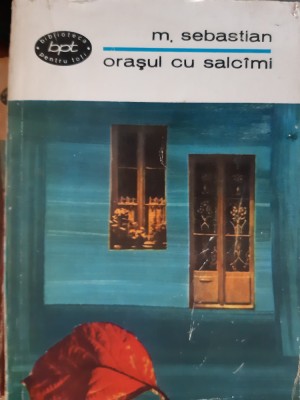 m. sebastian
orașul cu salcîmi
biblioteca
bpt
pentru toți